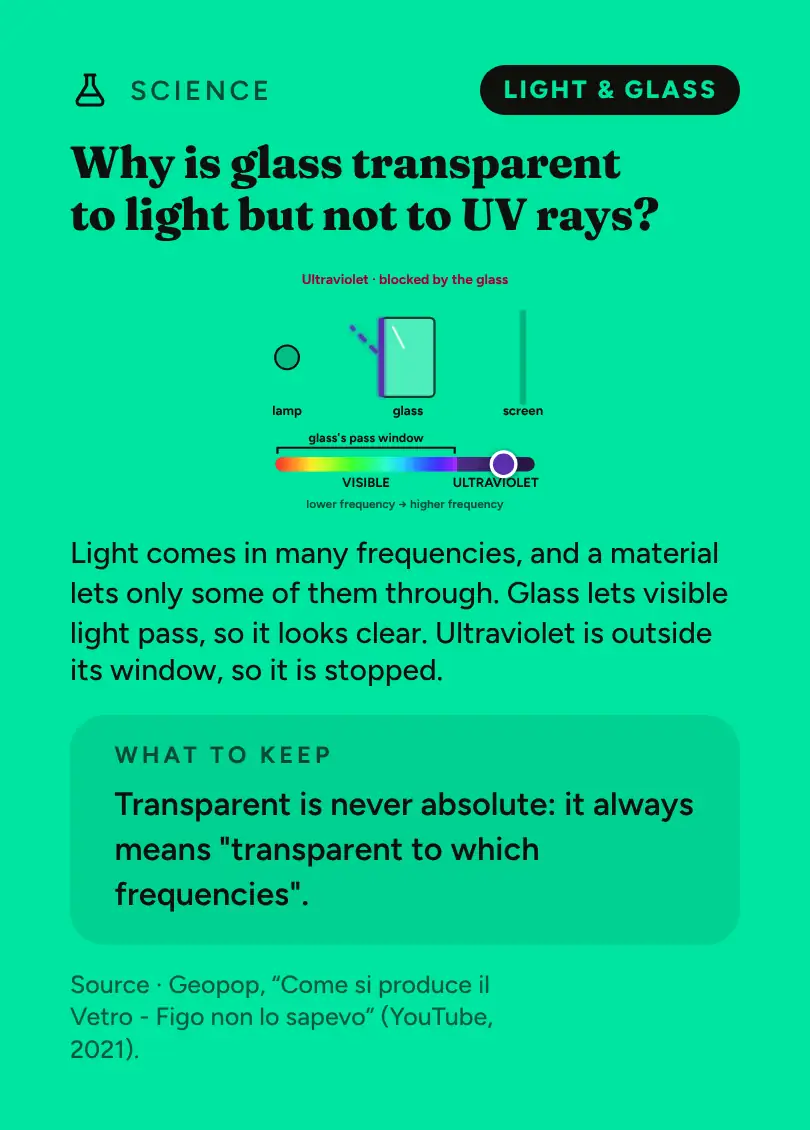 SCIENCE
LIGHT & GLASS
Why is glass transparent
to light but not to UV rays?
Ultraviolet · blocked by the glass
lamp
glass
screen
glass's pass window
VISIBLE
ULTRAVIOLET
lower frequency → higher frequency
Light comes in many frequencies, and a material
lets only some of them through. Glass lets visible
light pass, so it looks clear. Ultraviolet is outside
its window, so it is stopped.
WHAT TO KEEP
Transparent is never absolute: it always
means "transparent to which
frequencies".
Source · Geopop, “Come si produce il
Vetro - Figo non lo sapevo” (YouTube,
2021).